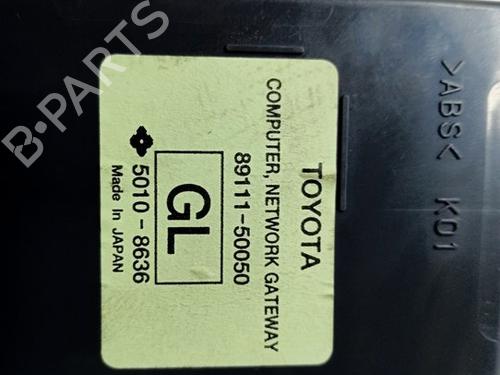 TOYOTA
COMPUTER, NETWORK GATEWAY
89111-50050
GL
5010-8636
Made In JAPAN
>ABS< K01
B-PARTS